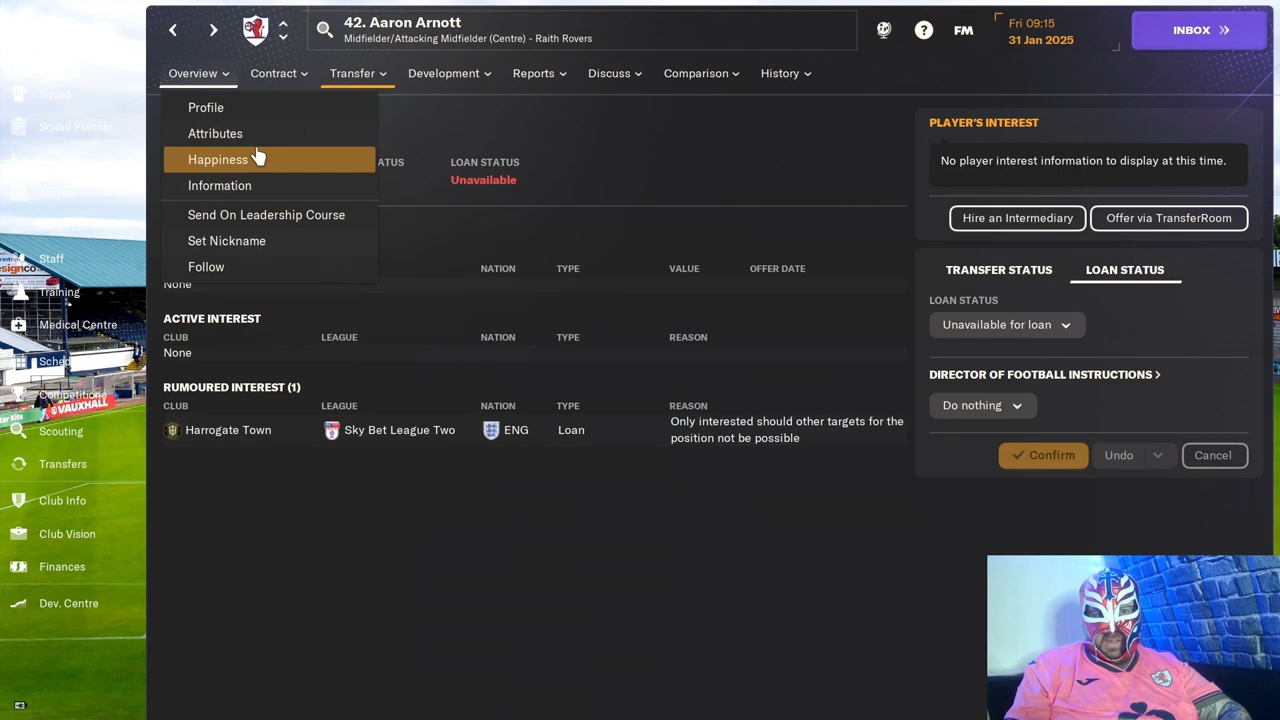 42. Aaron Arnott
Midfielder/Attacking Midfielder (Centre) - Raith Rovers
Fri 09:15
31 Jan 2025
INBOX
FM
Overview
Contract
Transfer
Development
Reports
Discuss
Comparison
History
Squad
Squad Planner
Staff
Training
Medical Centre
Sched
Competitions
Scouting
Transfers
Club Info
Club Vision
Finances
Dev. Centre
Profile
Attributes
Happiness
Information
Send On Leadership Course
Set Nickname
Follow
ATUS
LOAN STATUS
Unavailable
NATION TYPE VALUE OFFER DATE
None
ACTIVE INTEREST
CLUB LEAGUE NATION TYPE REASON
None
RUMOURED INTEREST (1)
CLUB LEAGUE NATION TYPE REASON
Harrogate Town Sky Bet League Two ENG Loan Only interested should other targets for the
position not be possible
PLAYER'S INTEREST
No player interest information to display at this time.
Hire an Intermediary Offer via TransferRoom
TRANSFER STATUS LOAN STATUS
LOAN STATUS
Unavailable for loan
DIRECTOR OF FOOTBALL INSTRUCTIONS >
Do nothing
Confirm Undo Cancel
signco.
VAUXHALL